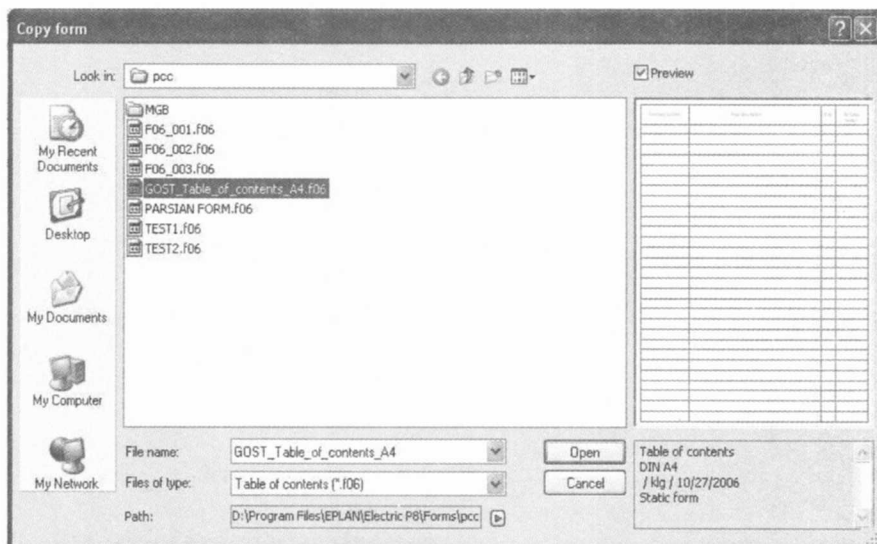 Copy form
Look in: pcc
Preview
MGB
F06_001.f06
F06_002.f06
F06_003.f06
GOST_Table_of_contents_A4.f06
PARSIAN FORM.f06
TEST1.f06
TEST2.f06
My Recent
Documents
Desktop
My Documents
My Computer
My Network
File name: GOST_Table_of_contents_A4
Open
Files of type: Table of contents (*.f06)
Cancel
Path: D:\Program Files\EPLAN\Electric P8\Forms\pcc
Table of contents
DIN A4
/ klg / 10/27/2006
Static form